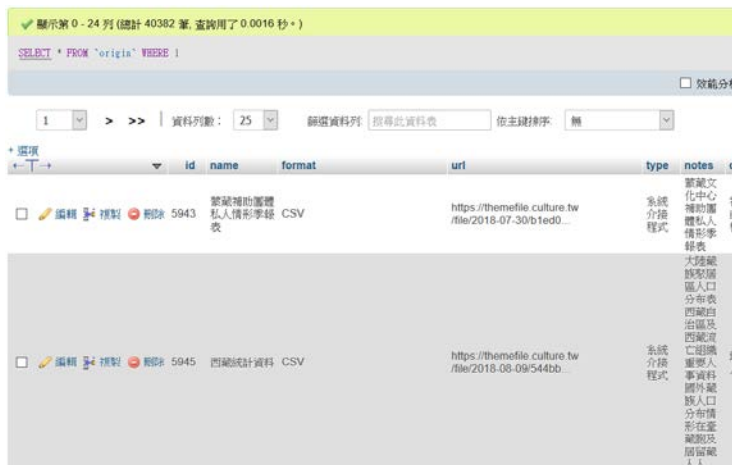 顯示第 0 - 24 列 (總計 40382 筆, 查詢用了 0.0016 秒。)
SELECT * FROM `origin` WHERE 1
效能分析
1 > >> 資料列數: 25 篩選資料列: 搜尋此資料表 依主鍵排序: 無
+ 選項
←T→ id name format url type notes
編輯 複製 刪除 5943
蒙藏補助團體
私人情形季報
表
CSV
https://themefile.culture.tw
/file/2018-07-30/b1ed0...
系統
介接
程式
蒙藏文
化中心
補助團
體私人
情形季
報表
編輯 複製 刪除 5945
西藏統計資料
CSV
https://themefile.culture.tw
/file/2018-08-09/544bb...
系統
介接
程式
大陸藏
族聚居
區人口
分布表
西藏自
治區及
西藏流
亡組織
重要人
事資料
國外藏
族人口
分布情
形在臺
藏胞及
居留藏